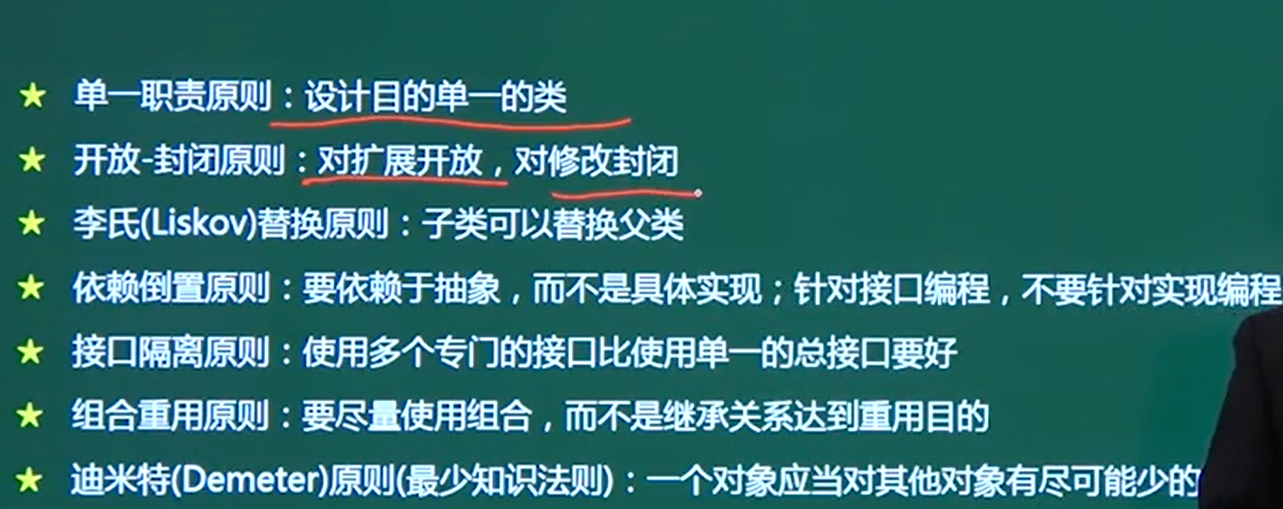 ★ 单一职责原则：设计目的单一的类
★ 开放-封闭原则：对扩展开放，对修改封闭
★ 李氏(Liskov)替换原则：子类可以替换父类
★ 依赖倒置原则：要依赖于抽象，而不是具体实现；针对接口编程，不要针对实现编程
★ 接口隔离原则：使用多个专门的接口比使用单一的总接口要好
★ 组合重用原则：要尽量使用组合，而不是继承关系达到重用目的
★ 迪米特(Demeter)原则(最少知识法则)：一个对象应当对其他对象有尽可能少的